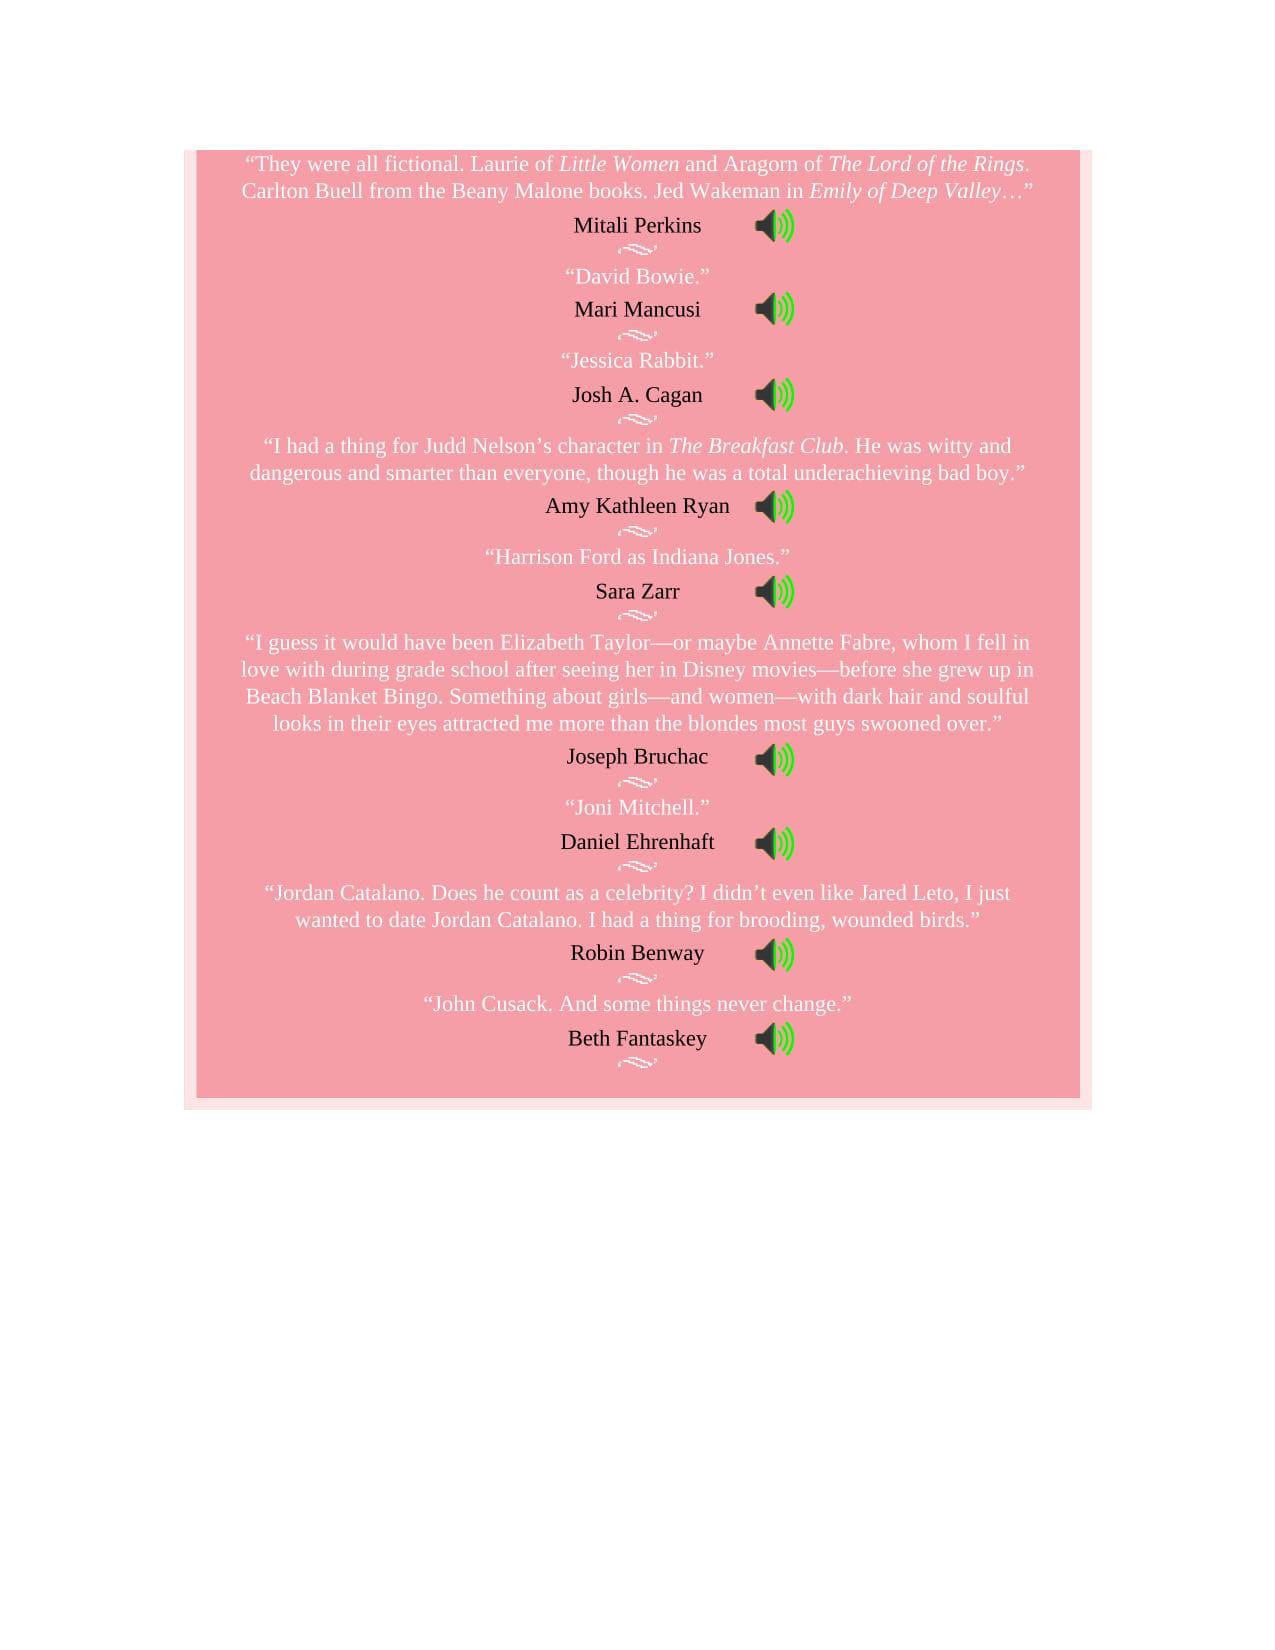 “They were all fictional. Laurie of Little Women and Aragorn of The Lord of the Rings.
Carlton Buell from the Beany Malone books. Jed Wakeman in Emily of Deep Valley…”
Mitali Perkins
“David Bowie.”
Mari Mancusi
“Jessica Rabbit.”
Josh A. Cagan
“I had a thing for Judd Nelson’s character in The Breakfast Club. He was witty and
dangerous and smarter than everyone, though he was a total underachieving bad boy.”
Amy Kathleen Ryan
“Harrison Ford as Indiana Jones.”
Sara Zarr
“I guess it would have been Elizabeth Taylor—or maybe Annette Fabre, whom I fell in
love with during grade school after seeing her in Disney movies—before she grew up in
Beach Blanket Bingo. Something about girls—and women—with dark hair and soulful
looks in their eyes attracted me more than the blondes most guys swooned over.”
Joseph Bruchac
“Joni Mitchell.”
Daniel Ehrenhaft
“Jordan Catalano. Does he count as a celebrity? I didn’t even like Jared Leto, I just
wanted to date Jordan Catalano. I had a thing for brooding, wounded birds.”
Robin Benway
“John Cusack. And some things never change.”
Beth Fantaskey